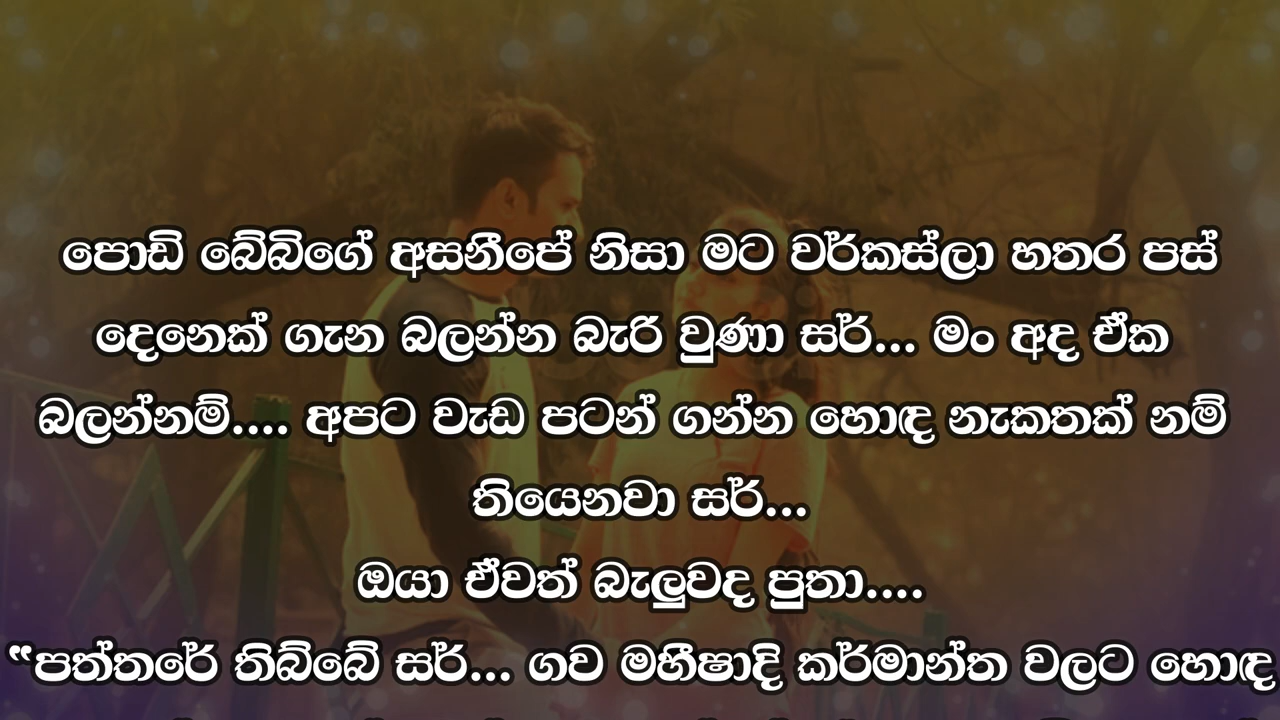 පොඩි බේබිගේ අසනීපේ නිසා මට වර්කස්ලා හතර පස්
දෙනෙක් ගැන බලන්න බැරි වුණා සර්... මං අද ඒක
බලන්නම්.... අපට වැඩ පටන් ගන්න හොඳ නැකතක් නම්
තියෙනවා සර්...
ඔයා ඒවත් බැලුවද පුතා....
“පත්තරේ තිබ්බේ සර්... ගව මහීෂාදි කර්මාන්ත වලට හොඳ